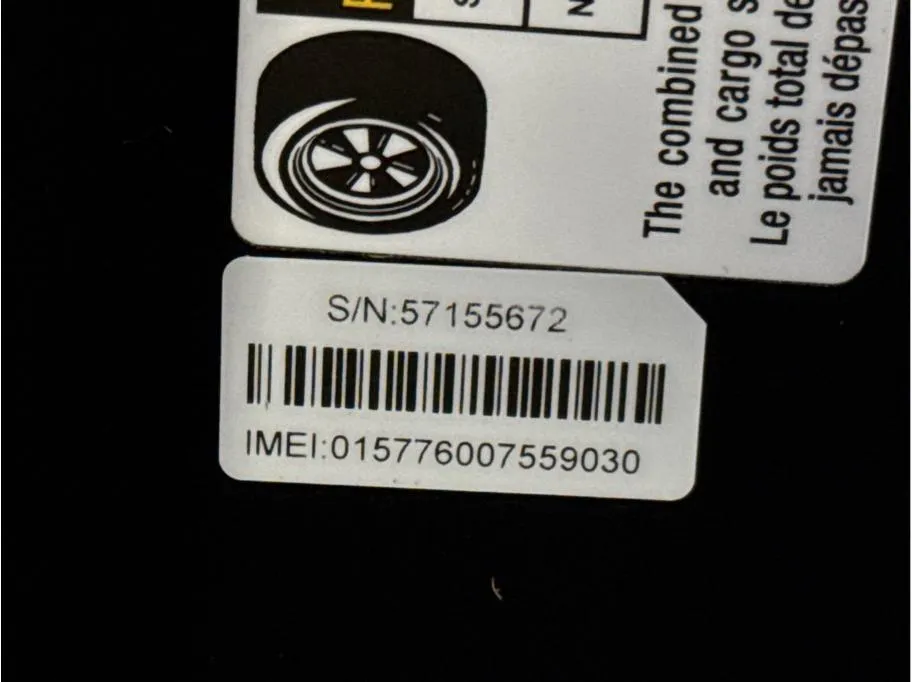 The combined
and cargo s
Le poids total de
jamais dépas
S/N:57155672
IMEI:015776007559030